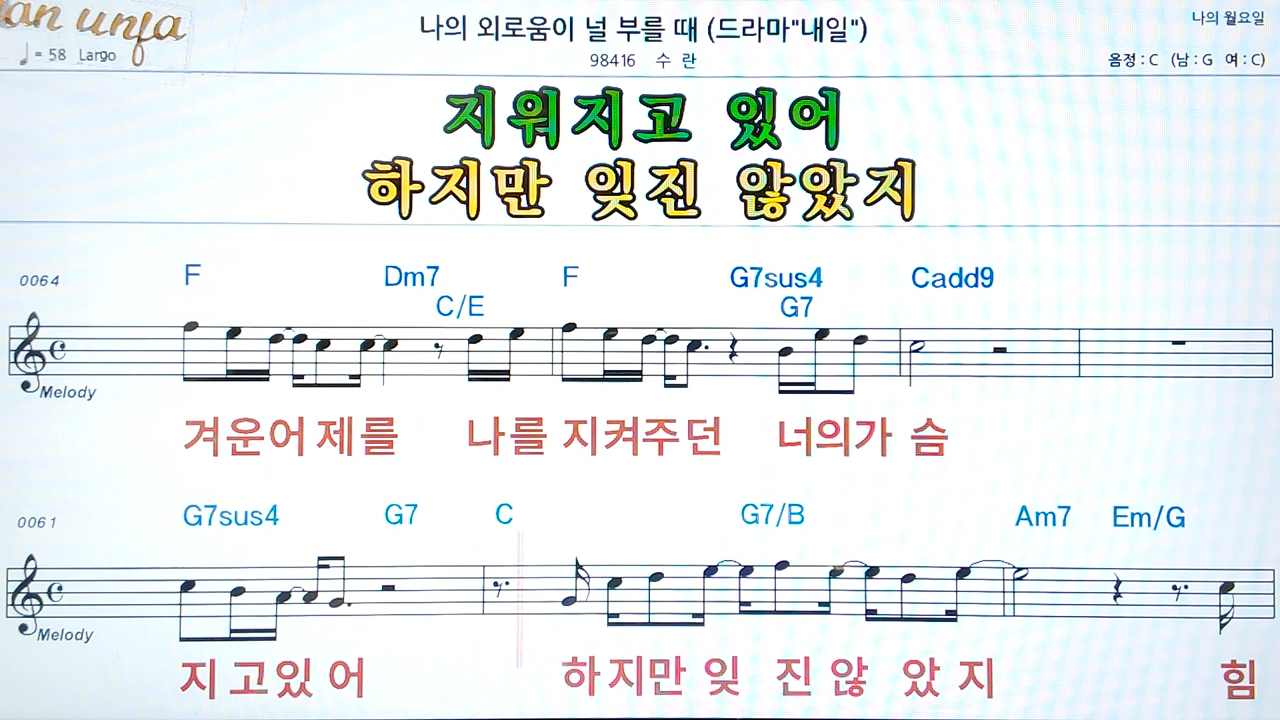 an unja
♩ = 58 Largo
나의 외로움이 널 부를 때 (드라마"내일")
98416 수 란
나의 월요일
음정 : C (남 : G 여 : C)
지워지고 있어
하지만 잊진 않았지
0064
F Dm7 F G7sus4 Cadd9
C/E G7
Melody
겨운어제를 나를 지켜주던 너의가 슴
0061
G7sus4 G7 C G7/B Am7 Em/G
Melody
지고있어 하지만 잊 진않 았 지 힘